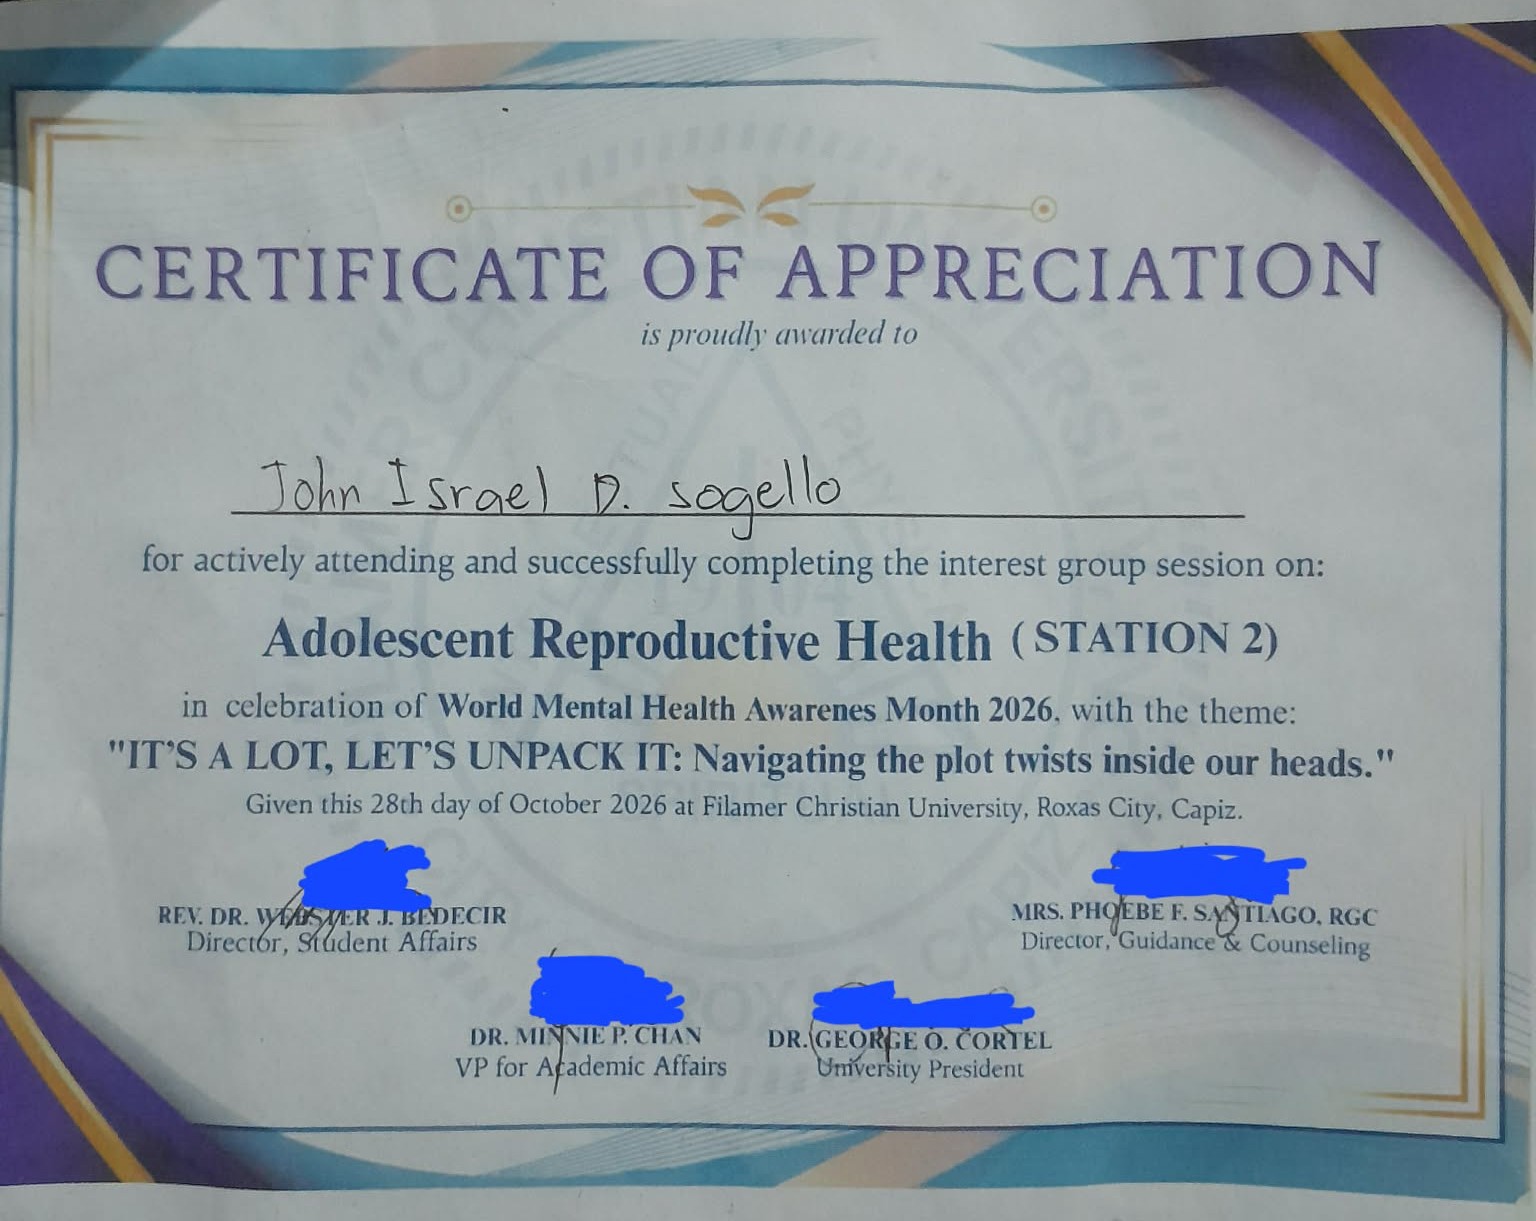 CERTIFICATE OF APPRECIATION
is proudly awarded to
John Israel D. Sogello
for actively attending and successfully completing the interest group session on:
Adolescent Reproductive Health (STATION 2)
in celebration of World Mental Health Awarenes Month 2026, with the theme:
"IT'S A LOT, LET'S UNPACK IT: Navigating the plot twists inside our heads."
Given this 28th day of October 2026 at Filamer Christian University, Roxas City, Capiz.
REV. DR. WEBSTER J. BEDECIR
Director, Student Affairs
MRS. PHOEBE F. SANTIAGO, RGC
Director, Guidance & Counseling
DR. MINNIE P. CHAN
VP for Academic Affairs
DR. GEORGE O. CORTEL
University President